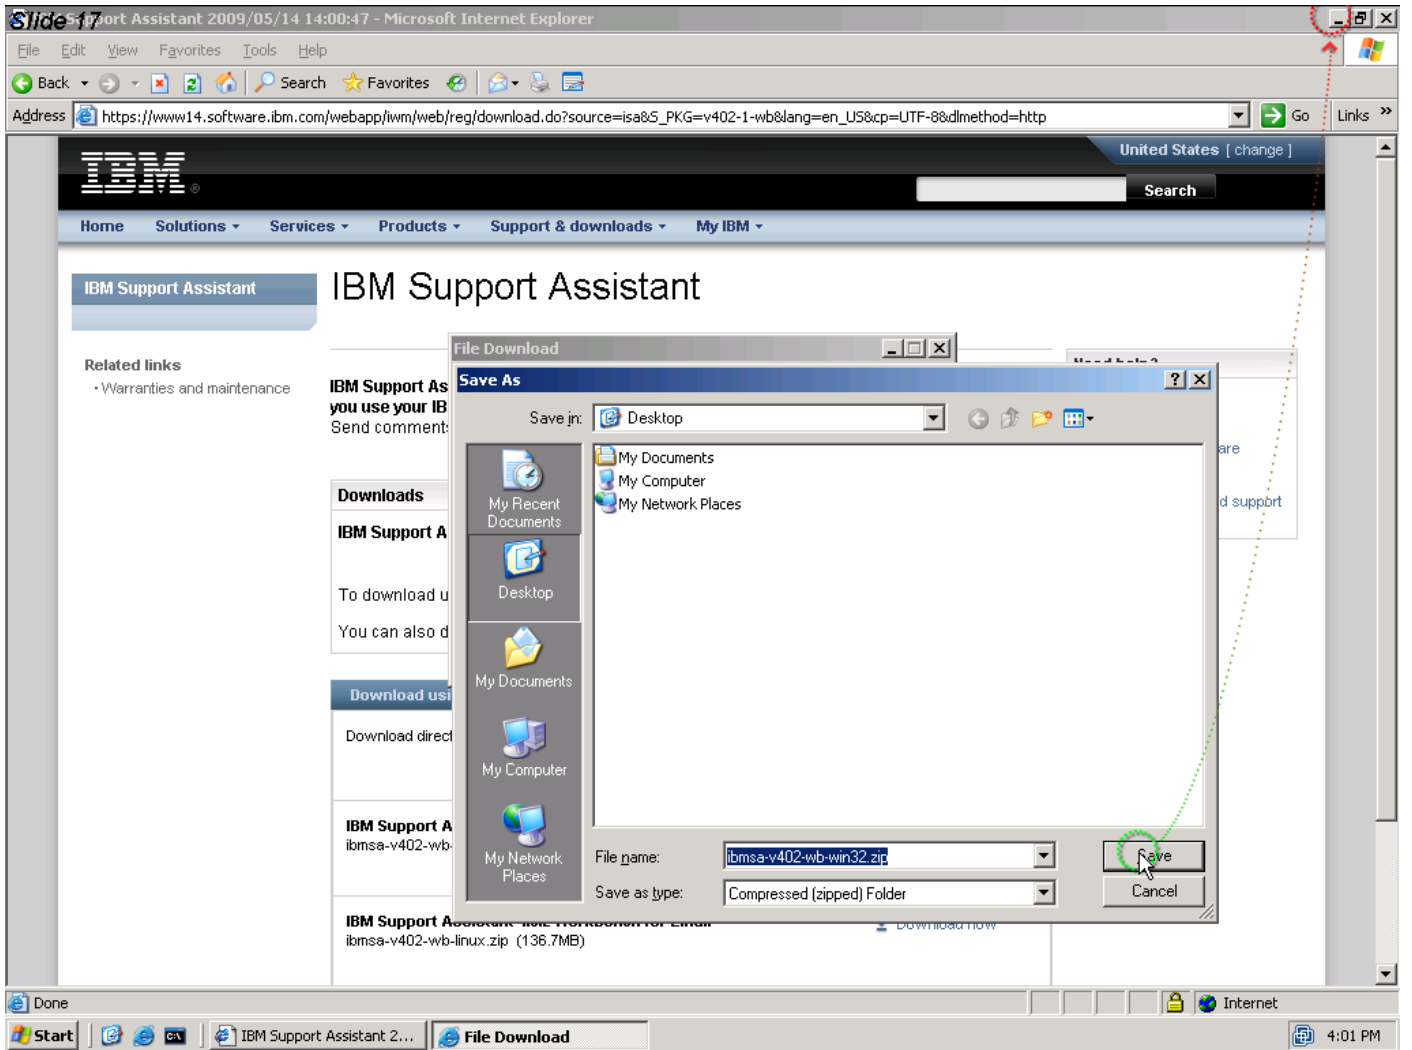 Slide 17
Support Assistant 2009/05/14 14:00:47 - Microsoft Internet Explorer
File Edit View Favorites Tools Help
Back Search Favorites
Address https://www14.software.ibm.com/webapp/iwm/web/reg/download.do?source=isa&S_PKG=v402-1-wb&lang=en_US&cp=UTF-8&dlmethod=http Go Links »
United States [ change ]
IBM ®
Search
Home Solutions Services Products Support & downloads My IBM
IBM Support Assistant
IBM Support Assistant
Related links
Warranties and maintenance
IBM Support As
you use your IB
Send comment
Downloads
IBM Support A
To download u
You can also d
Download usi
Download direct
IBM Support A
ibmsa-v402-wb-
IBM Support
ibmsa-v402-wb-linux.zip (136.7MB)
Download now
are
d support
File Download
Save As
Save in: Desktop
My Recent
Documents
Desktop
My Documents
My Computer
My Network
Places
My Documents
My Computer
My Network Places
File name: ibmsa-v402-wb-win32.zip Save
Save as type: Compressed (zipped) Folder Cancel
Done Internet
Start IBM Support Assistant 2... File Download 4:01 PM